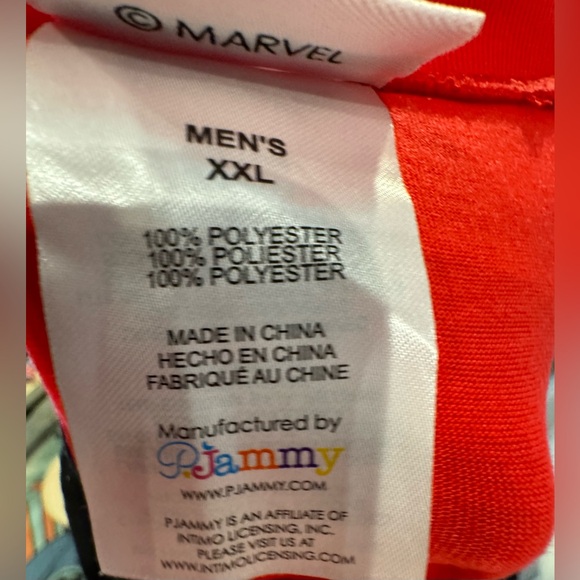 © MARVEL
MEN'S
XXL
100% POLYESTER
100% POLIESTER
100% POLYESTER
MADE IN CHINA
HECHO EN CHINA
FABRIQUÉ AU CHINE
Manufactured by
P.Jammy
WWW.PJAMMY.COM
PJAMMY IS AN AFFILIATE OF
INTIMO LICENSING, INC.
PLEASE VISIT US AT
WWW.INTIMOLICENSING.COM